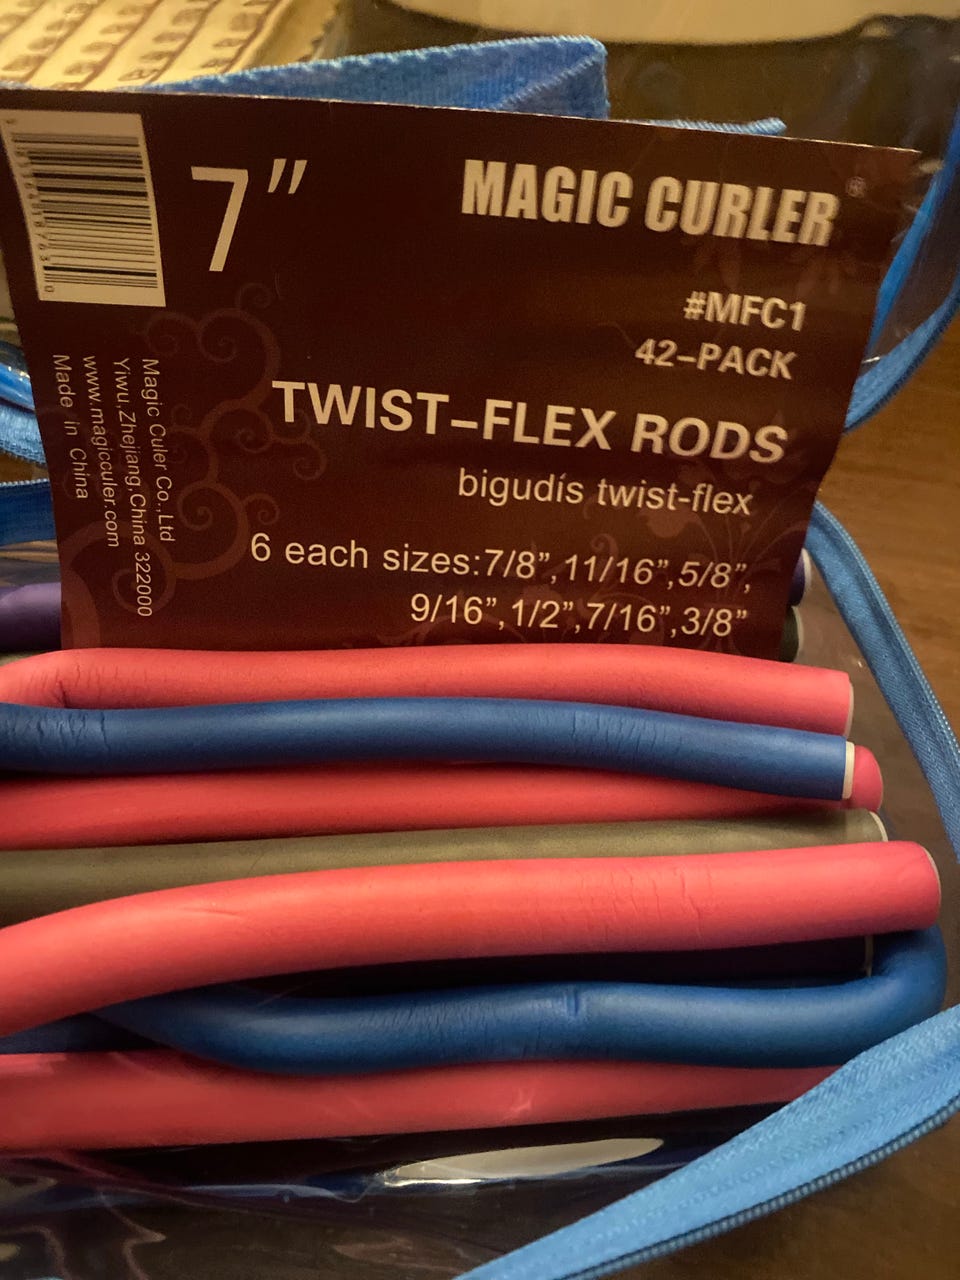 7"
MAGIC CURLER®
#MFC1
42-PACK
TWIST-FLEX RODS
bigudís twist-flex
6 each sizes:7/8”,11/16”,5/8”,
9/16”,1/2”,7/16”,3/8”
Magic Culer Co.,Ltd
Yiwu,Zhejiang,China 322000
www.magicculer.com
Made in China